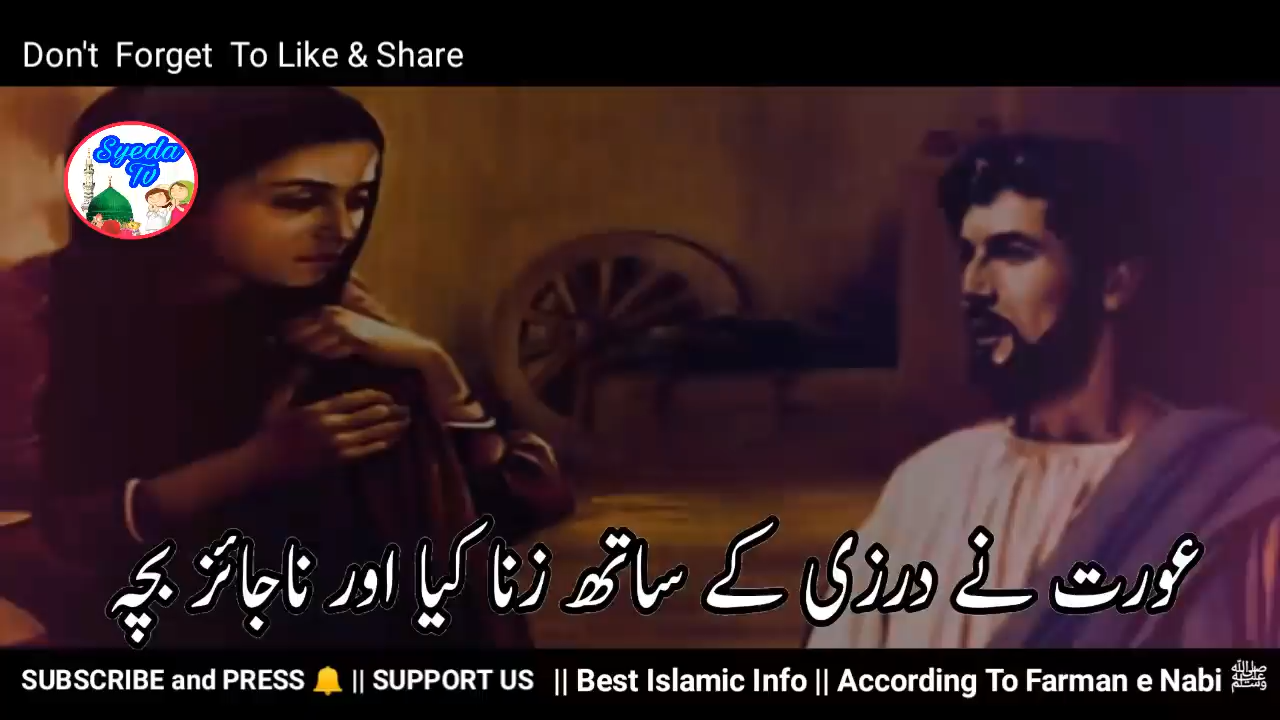 Don't Forget To Like & Share
Syeda
Tv
عورت نے درزی کے ساتھ زنا کیا اور ناجائز بچہ
SUBSCRIBE and PRESS 🔔 || SUPPORT US || Best Islamic Info || According To Farman e Nabi ﷺ